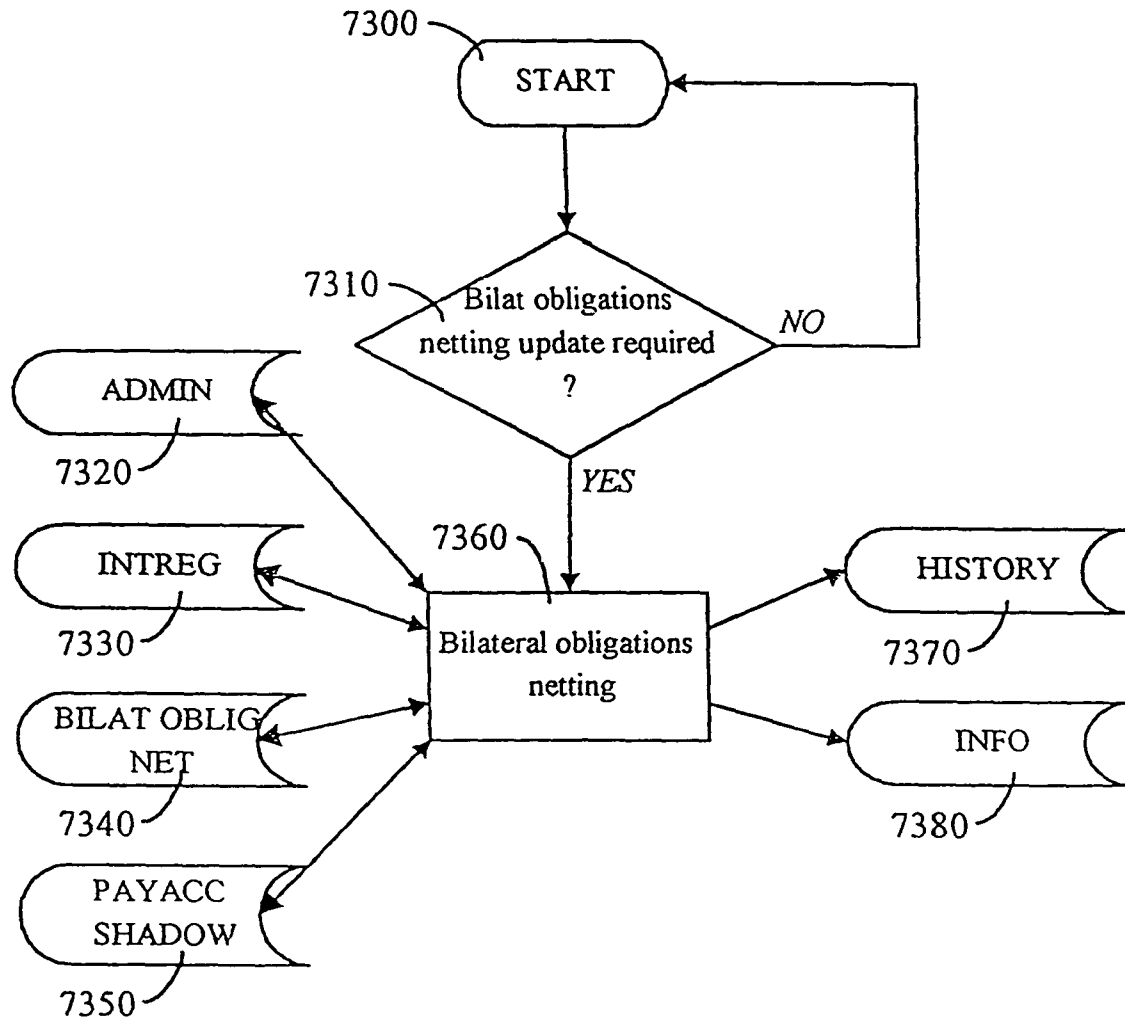 7300
START
7310
Bilat obligations
netting update required
?
NO
YES
ADMIN
7320
INTREG
7330
BILAT OBLIG
NET
7340
PAYACC
SHADOW
7350
7360
Bilateral obligations
netting
HISTORY
7370
INFO
7380